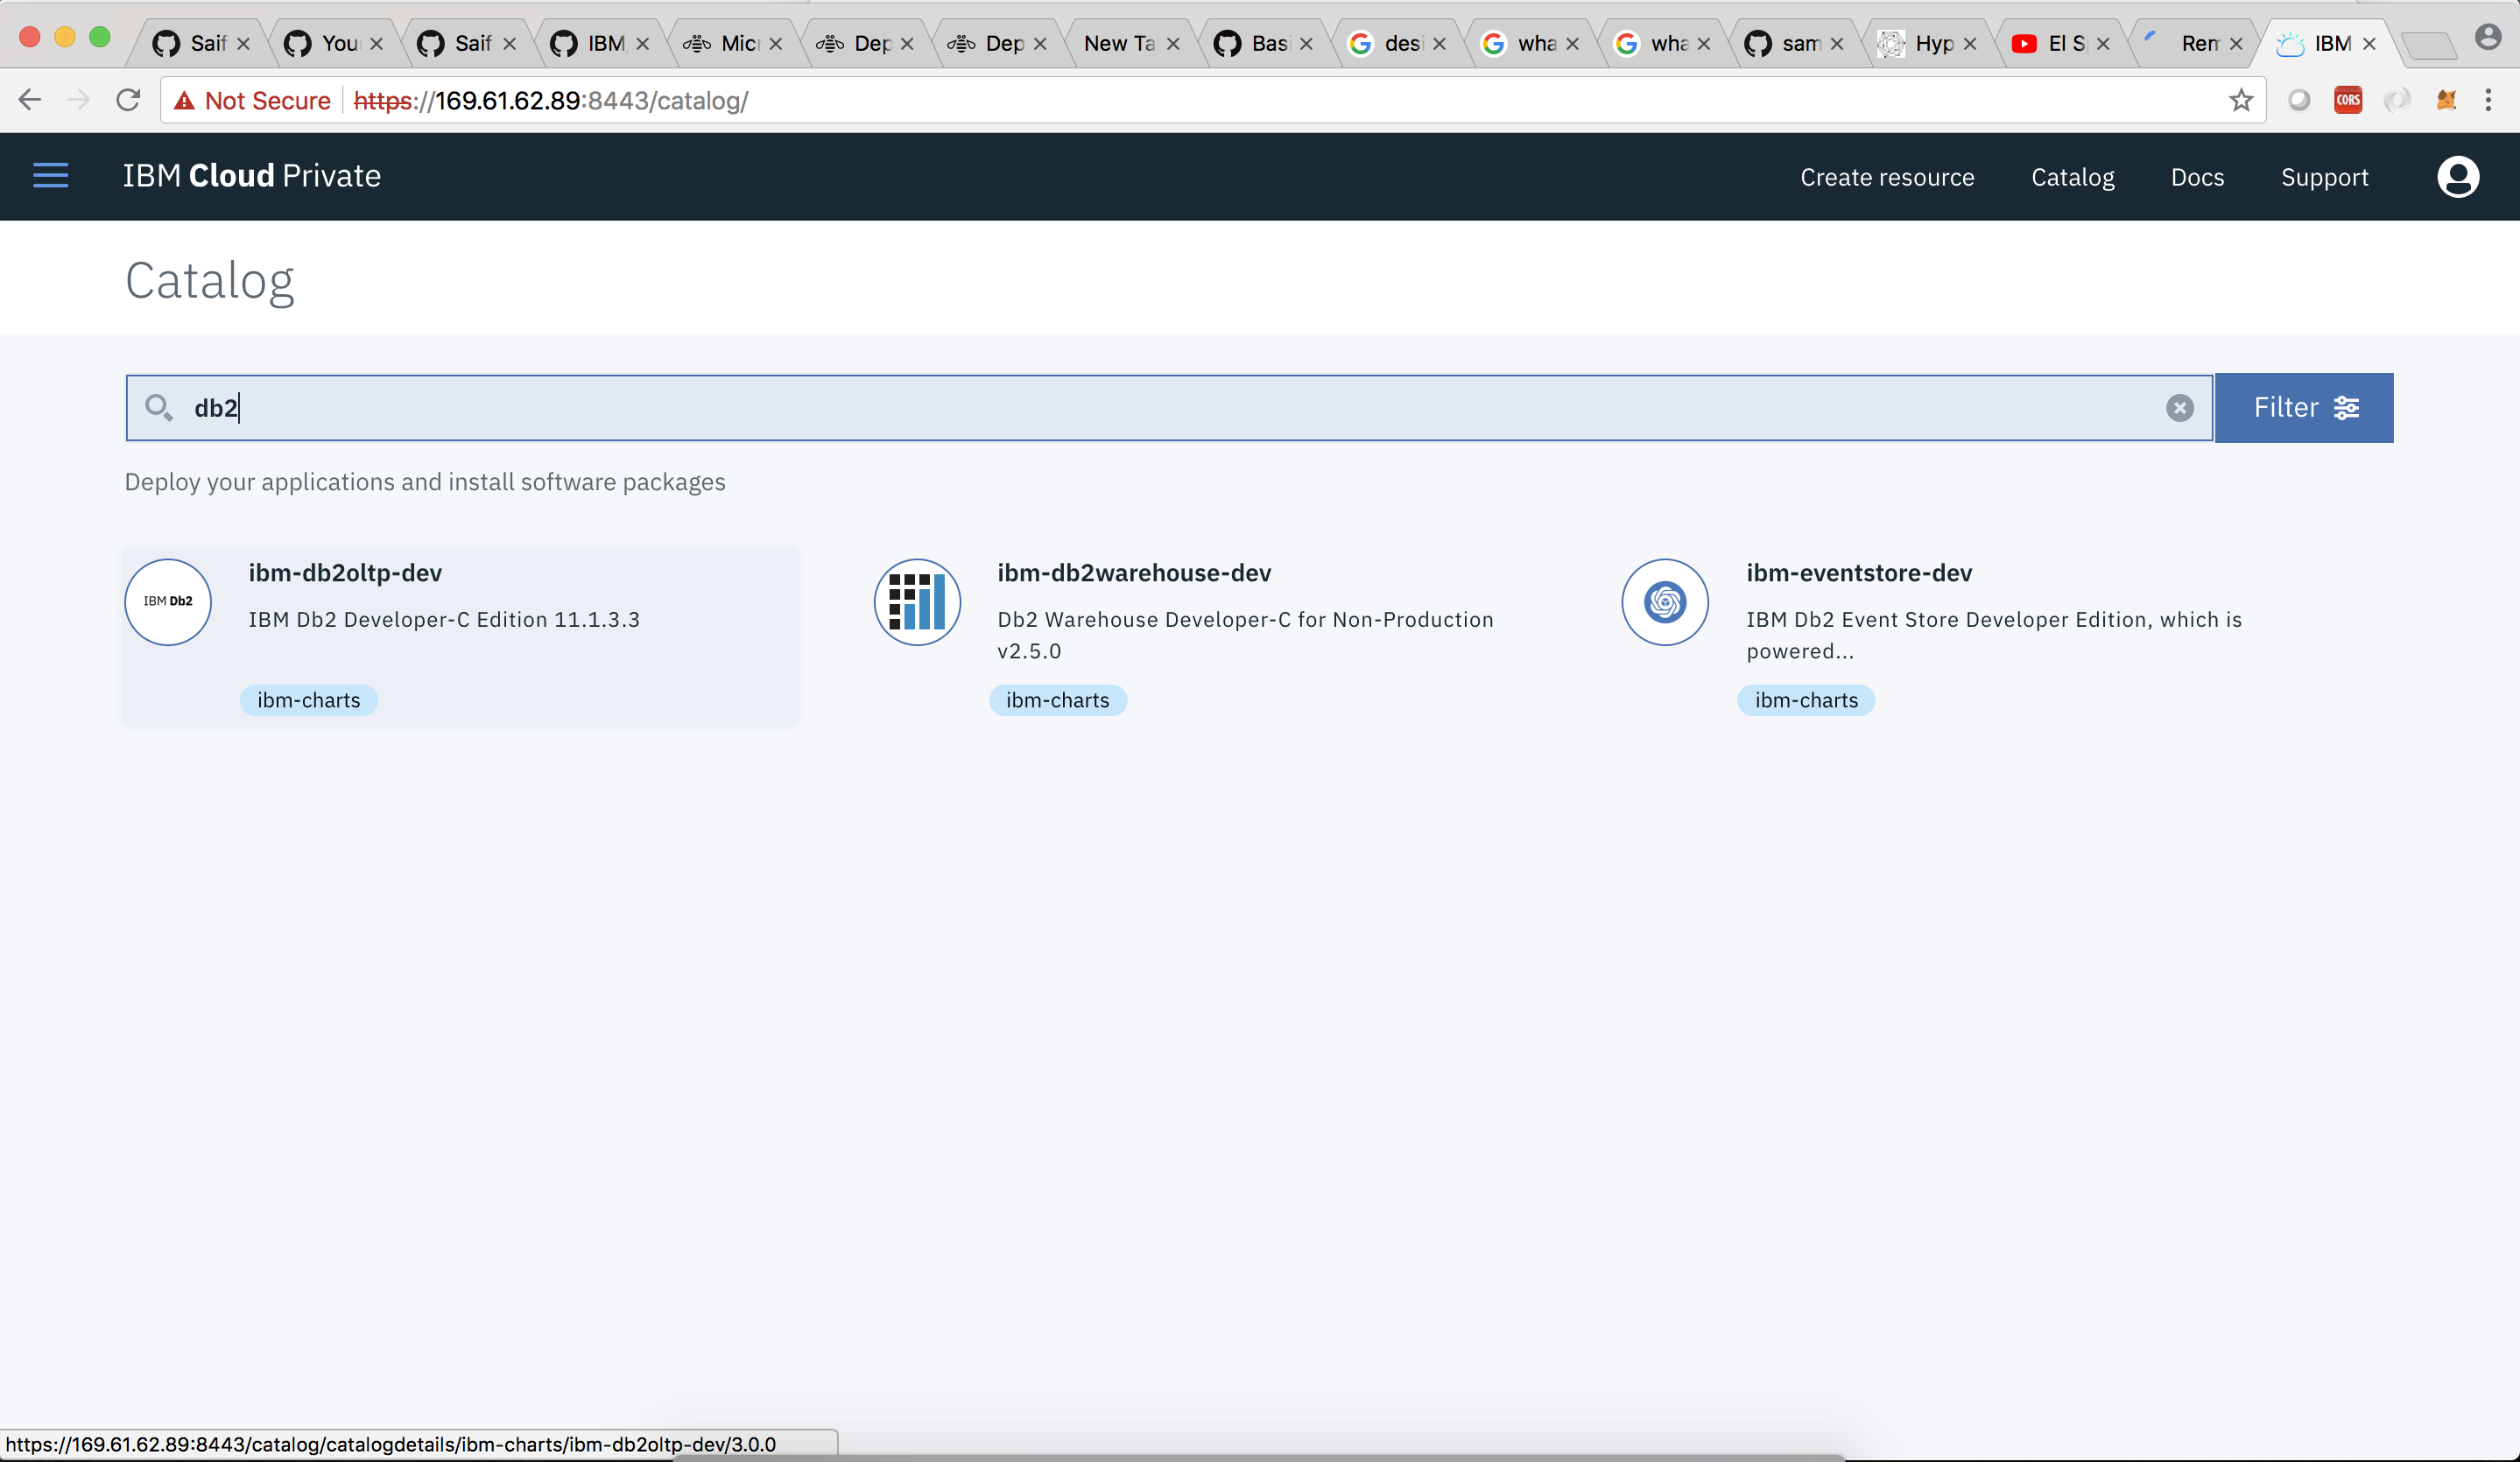 Saif
You
Saif
IBM
Mic
Dep
Dep
New Ta
Bas
desi
wha
wha
sam
Hyp
El S
Rem
IBM
Not Secure
https://169.61.62.89:8443/catalog/
CORS
IBM Cloud Private
Create resource
Catalog
Docs
Support
Catalog
db2
Filter
Deploy your applications and install software packages
IBM Db2
ibm-db2oltp-dev
IBM Db2 Developer-C Edition 11.1.3.3
ibm-charts
ibm-db2warehouse-dev
Db2 Warehouse Developer-C for Non-Production
v2.5.0
ibm-charts
ibm-eventstore-dev
IBM Db2 Event Store Developer Edition, which is
powered...
ibm-charts
https://169.61.62.89:8443/catalog/catalogdetails/ibm-charts/ibm-db2oltp-dev/3.0.0